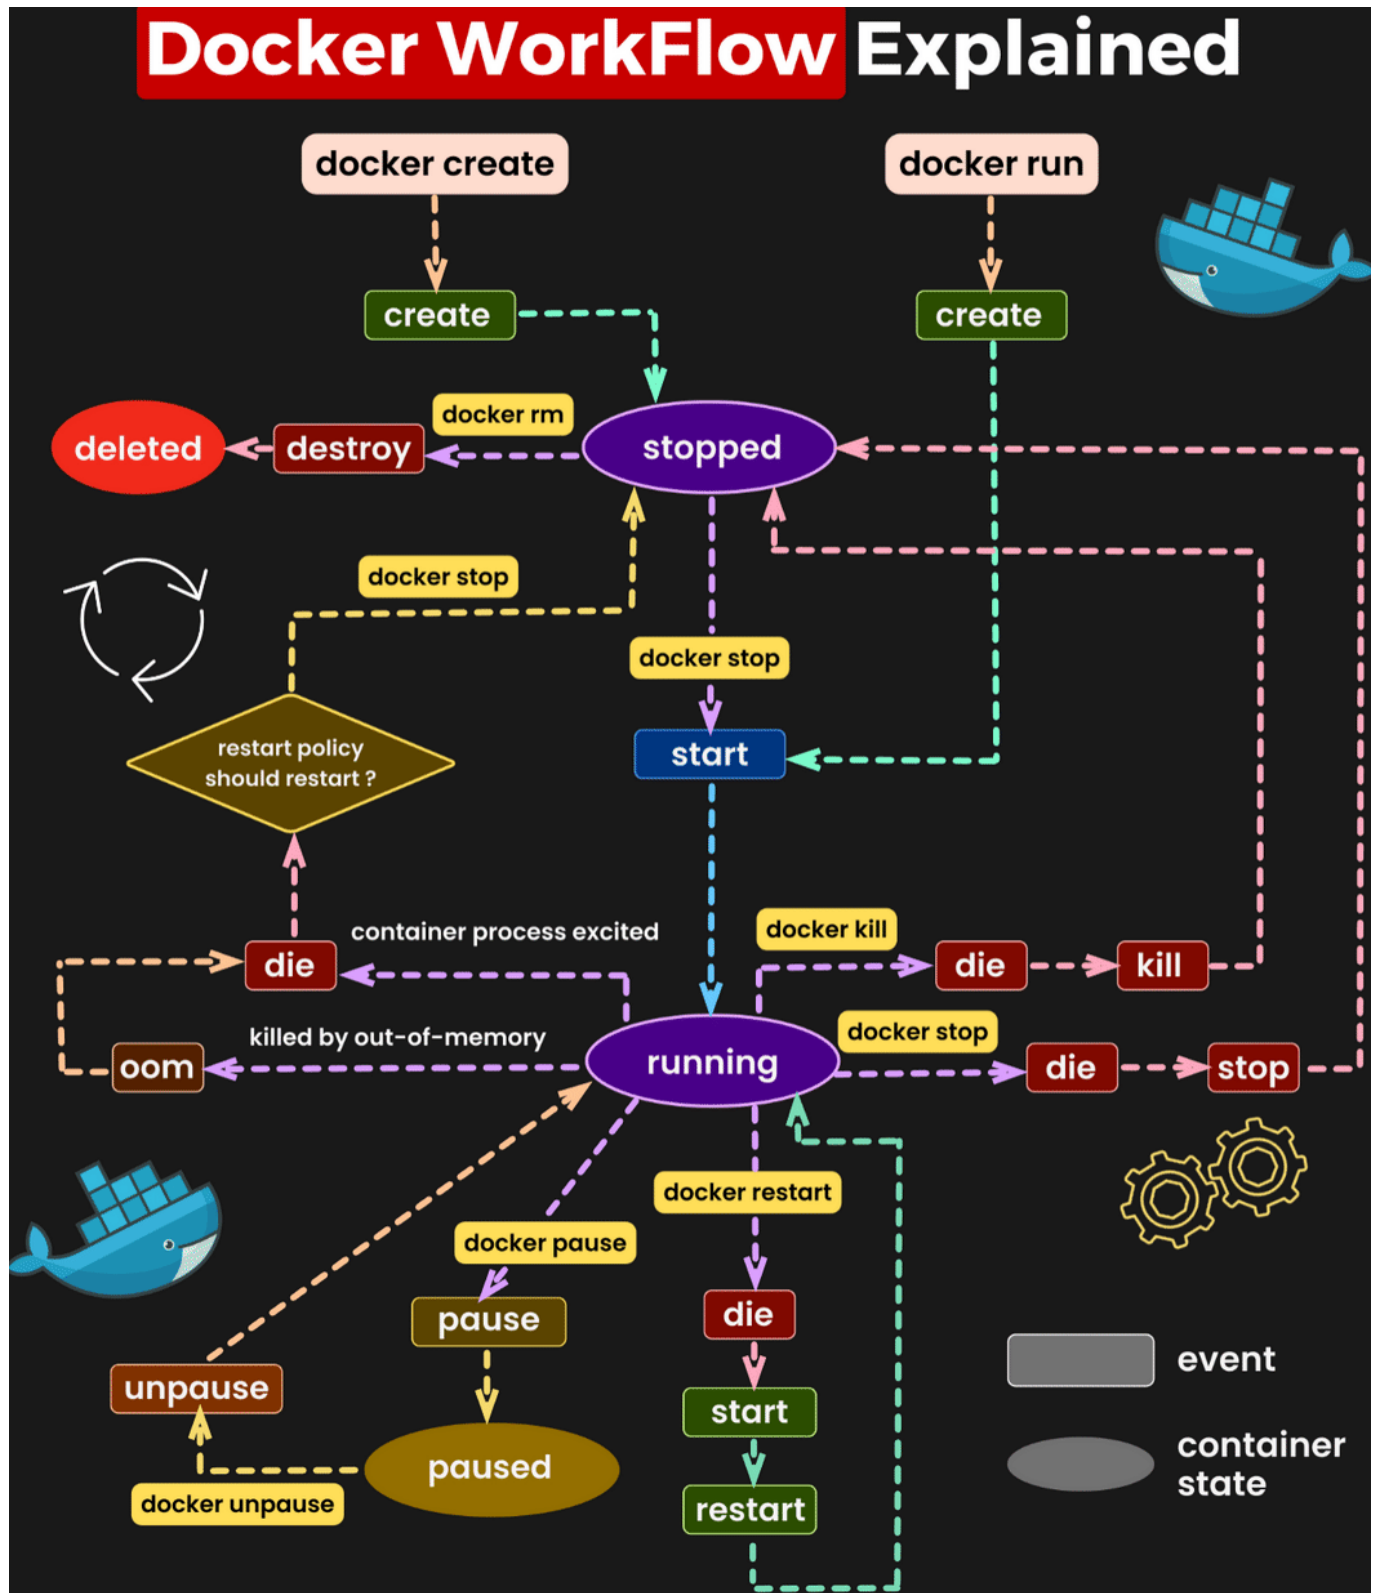 Docker WorkFlow Explained
docker create
docker run
create
create
docker rm
deleted
destroy
stopped
docker stop
docker stop
start
restart policy
should restart ?
container process excited
docker kill
die
die
kill
killed by out-of-memory
docker stop
oom
running
die
stop
docker restart
docker pause
die
pause
unpause
start
paused
docker unpause
restart
event
container
state